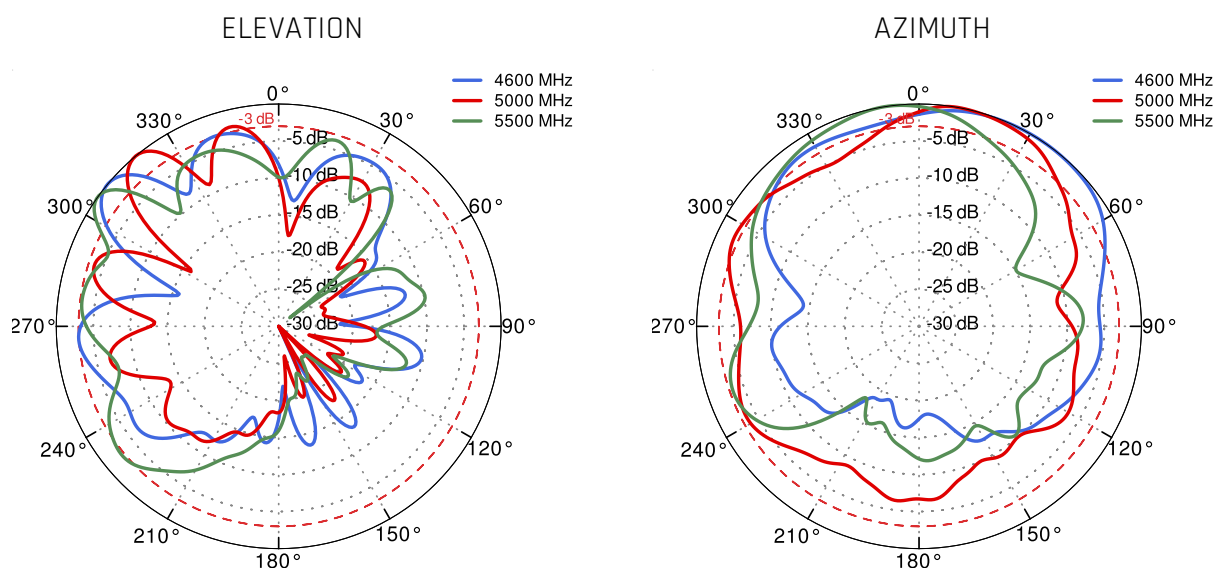 ELEVATION
4600 MHz
5000 MHz
5500 MHz
0°
30°
60°
90°
120°
150°
180°
210°
240°
270°
300°
330°
-3 dB
-5 dB
-10 dB
-15 dB
-20 dB
-25 dB
-30 dB
AZIMUTH
4600 MHz
5000 MHz
5500 MHz
0°
30°
60°
90°
120°
150°
180°
210°
240°
270°
300°
330°
-3 dB
-5 dB
-10 dB
-15 dB
-20 dB
-25 dB
-30 dB